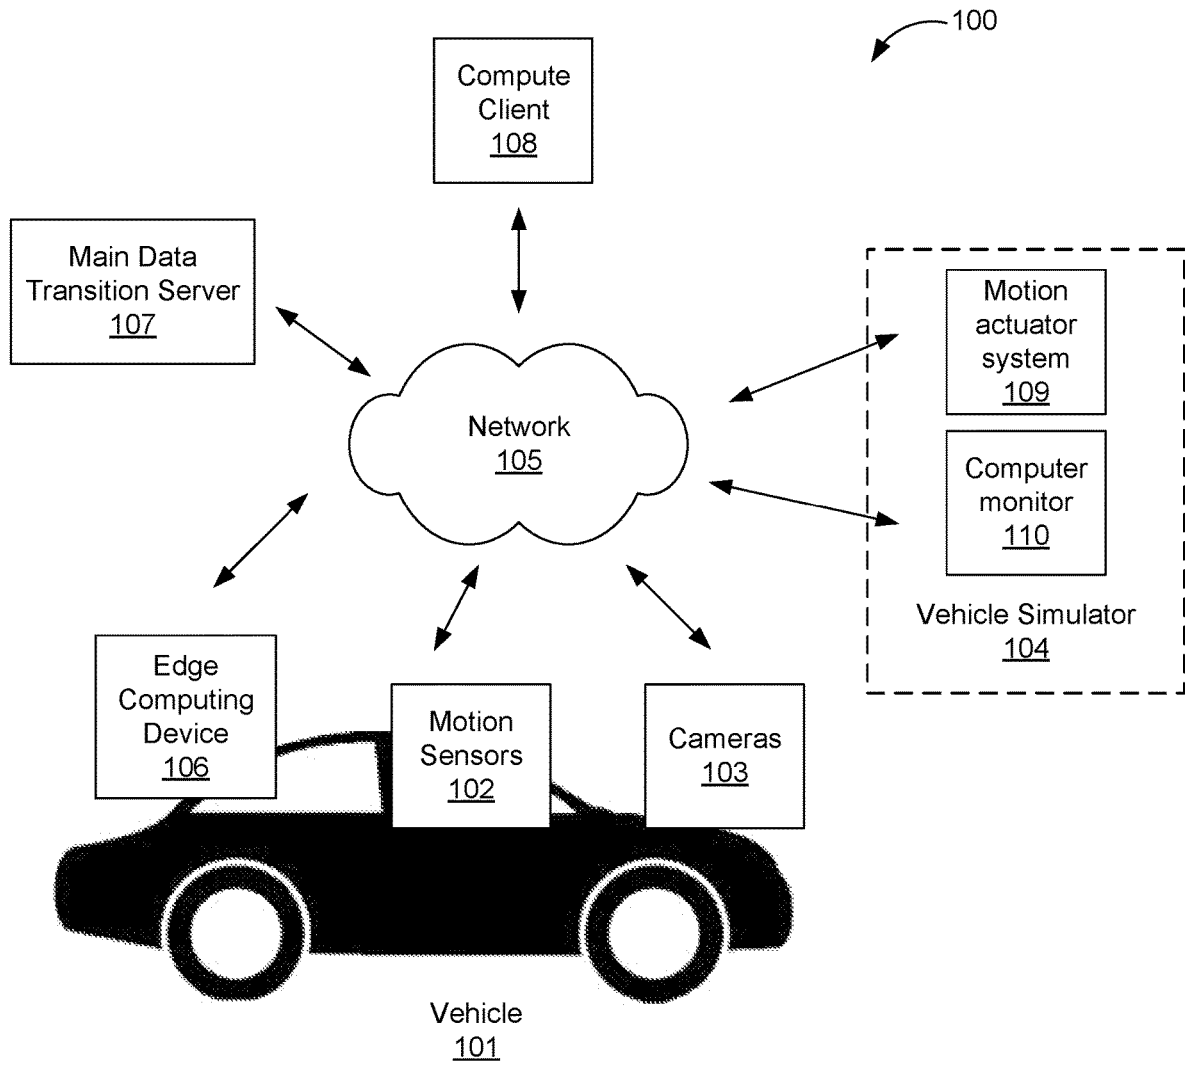 100
Compute
Client
108
Main Data
Transition Server
107
Motion
actuator
system
109
Network
105
Computer
monitor
110
Vehicle Simulator
104
Edge
Computing
Device
106
Motion
Sensors
102
Cameras
103
Vehicle
101